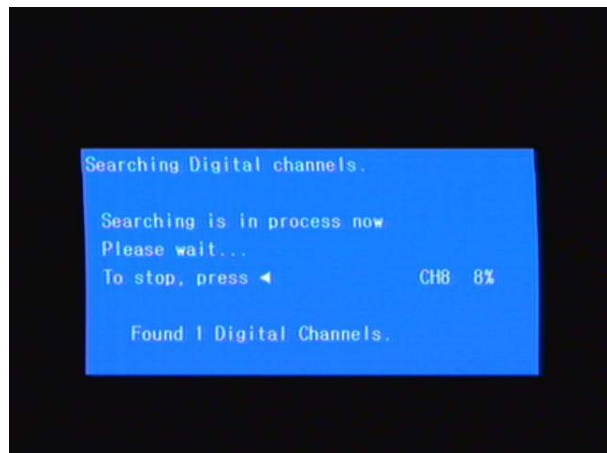 Searching Digital channels.
Searching is in process now
Please wait...
To stop, press ◄ CH8 8%
Found 1 Digital Channels.